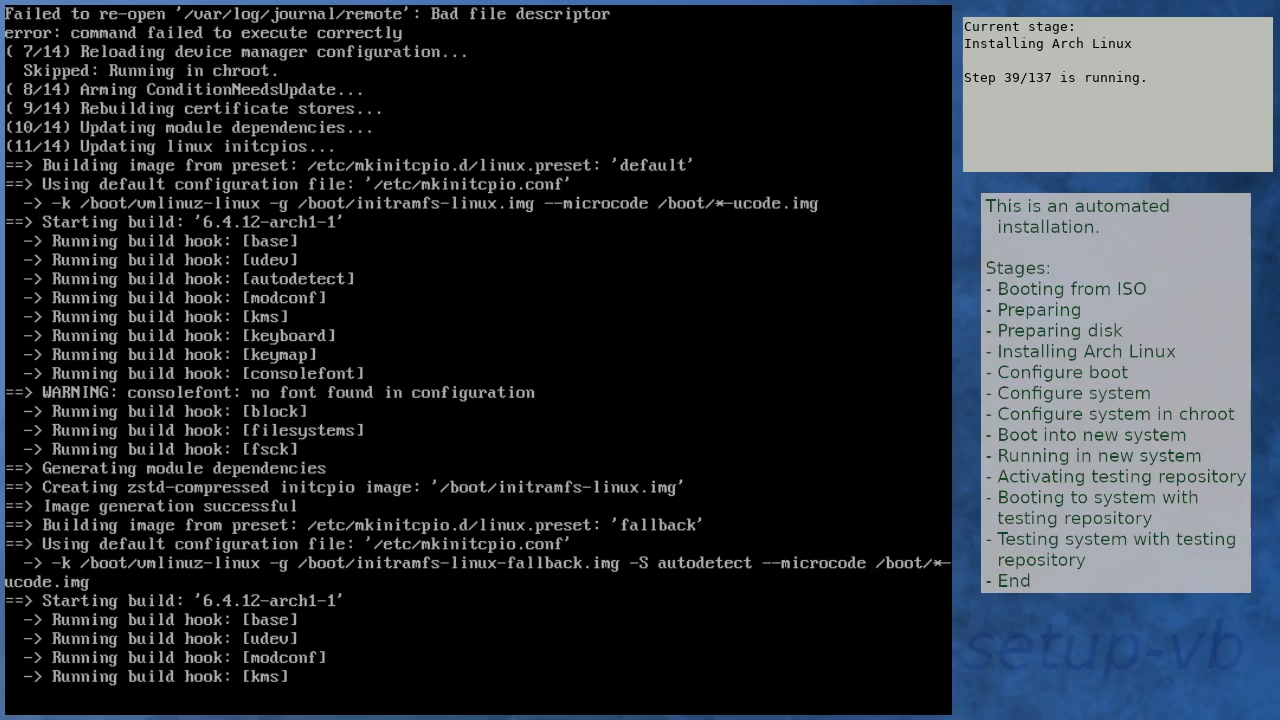 Failed to re-open '/var/log/journal/remote': Bad file descriptor
error: command failed to execute correctly
( 7/14) Reloading device manager configuration...
  Skipped: Running in chroot.
( 8/14) Arming ConditionNeedsUpdate...
( 9/14) Rebuilding certificate stores...
(10/14) Updating module dependencies...
(11/14) Updating linux initcpios...
==> Building image from preset: /etc/mkinitcpio.d/linux.preset: 'default'
==> Using default configuration file: '/etc/mkinitcpio.conf'
  -> -k /boot/vmlinuz-linux -g /boot/initramfs-linux.img --microcode /boot/*-ucode.img
==> Starting build: '6.4.12-arch1-1'
  -> Running build hook: [base]
  -> Running build hook: [udev]
  -> Running build hook: [autodetect]
  -> Running build hook: [modconf]
  -> Running build hook: [kms]
  -> Running build hook: [keyboard]
  -> Running build hook: [keymap]
  -> Running build hook: [consolefont]
==> WARNING: consolefont: no font found in configuration
  -> Running build hook: [block]
  -> Running build hook: [filesystems]
  -> Running build hook: [fsck]
==> Generating module dependencies
==> Creating zstd-compressed initcpio image: '/boot/initramfs-linux.img'
==> Image generation successful
==> Building image from preset: /etc/mkinitcpio.d/linux.preset: 'fallback'
==> Using default configuration file: '/etc/mkinitcpio.conf'
  -> -k /boot/vmlinuz-linux -g /boot/initramfs-linux-fallback.img -S autodetect --microcode /boot/*-
ucode.img
==> Starting build: '6.4.12-arch1-1'
  -> Running build hook: [base]
  -> Running build hook: [udev]
  -> Running build hook: [modconf]
  -> Running build hook: [kms]
Current stage:
Installing Arch Linux
Step 39/137 is running.
This is an automated
installation.
Stages:
- Booting from ISO
- Preparing
- Preparing disk
- Installing Arch Linux
- Configure boot
- Configure system
- Configure system in chroot
- Boot into new system
- Running in new system
- Activating testing repository
- Booting to system with
testing repository
- Testing system with testing
repository
- End
setup-vb